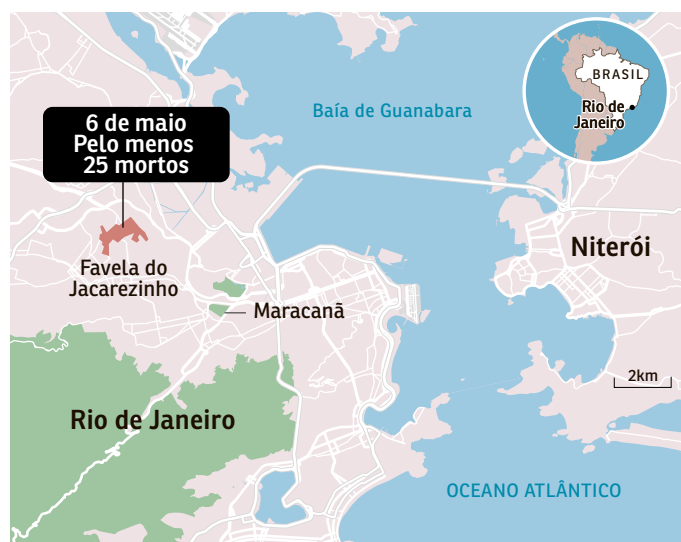 BRASIL
Rio de
Janeiro
Baía de Guanabara
6 de maio
Pelo menos
25 mortos
Niterói
Favela do
Jacarezinho
Maracanã
2km
Rio de Janeiro
OCEANO ATLÂNTICO